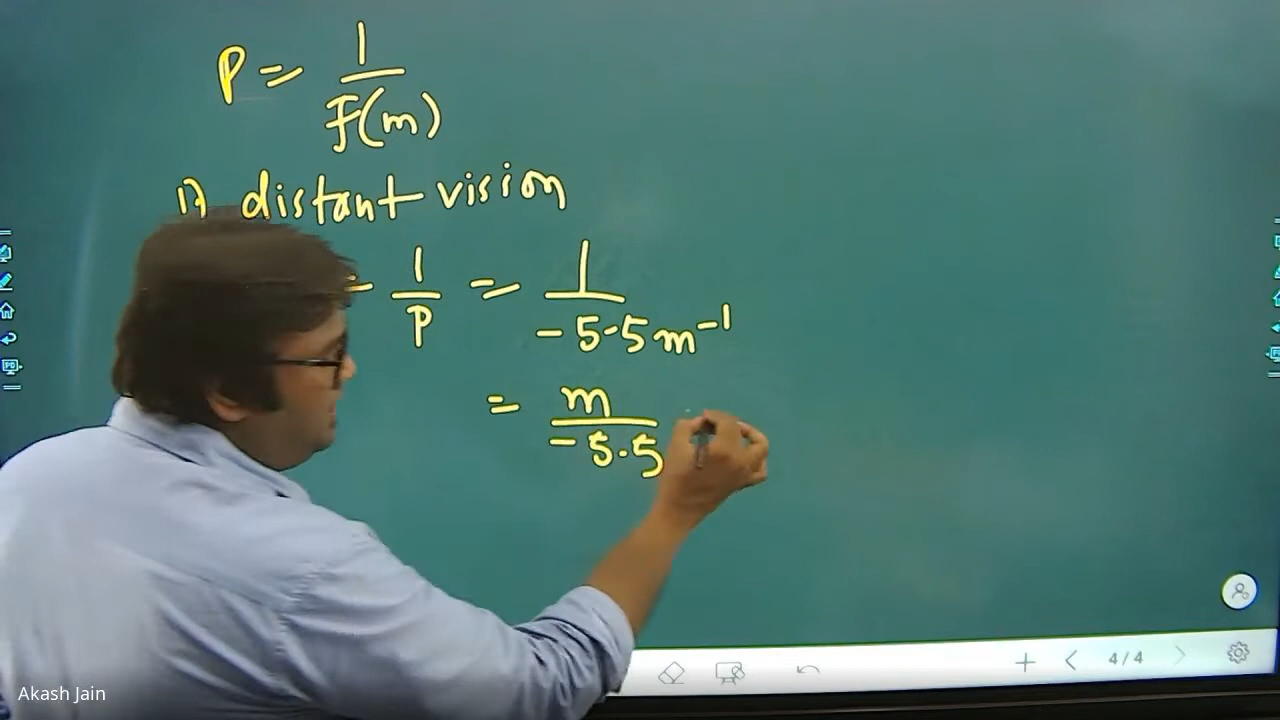 P = 1/F(m)
1) distant vision
= 1/P = 1/-5.5 m⁻¹
= m/-5.5
4/4
Akash Jain